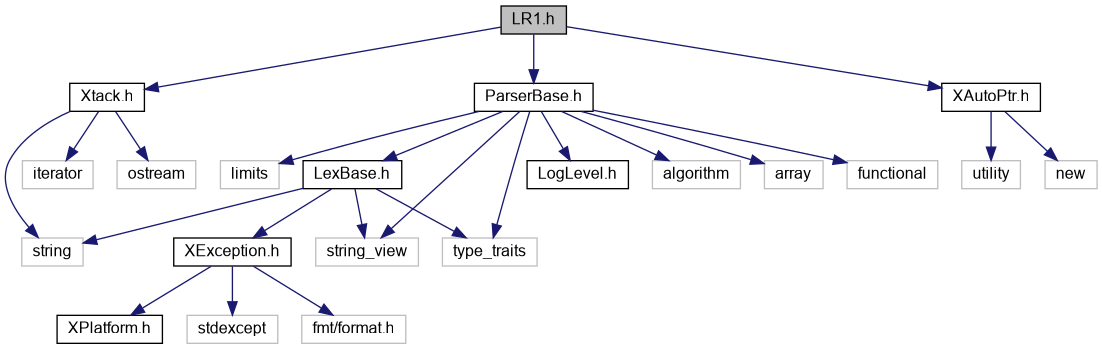 LR1.h
Xtack.h
ParserBase.h
XAutoPtr.h
iterator
ostream
limits
LexBase.h
LogLevel.h
algorithm
array
functional
utility
new
string
XException.h
string_view
type_traits
XPlatform.h
stdexcept
fmt/format.h